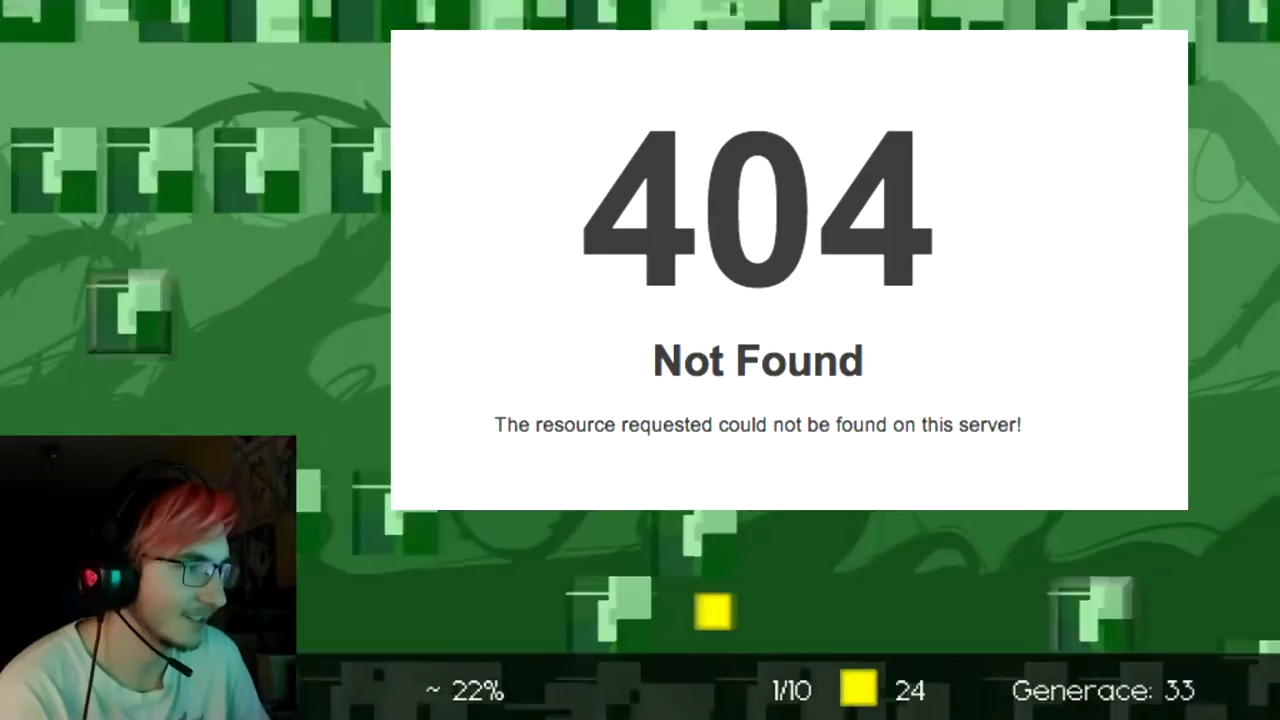 404
Not Found
The resource requested could not be found on this server!
~ 22%
1/10
24
Generace: 33